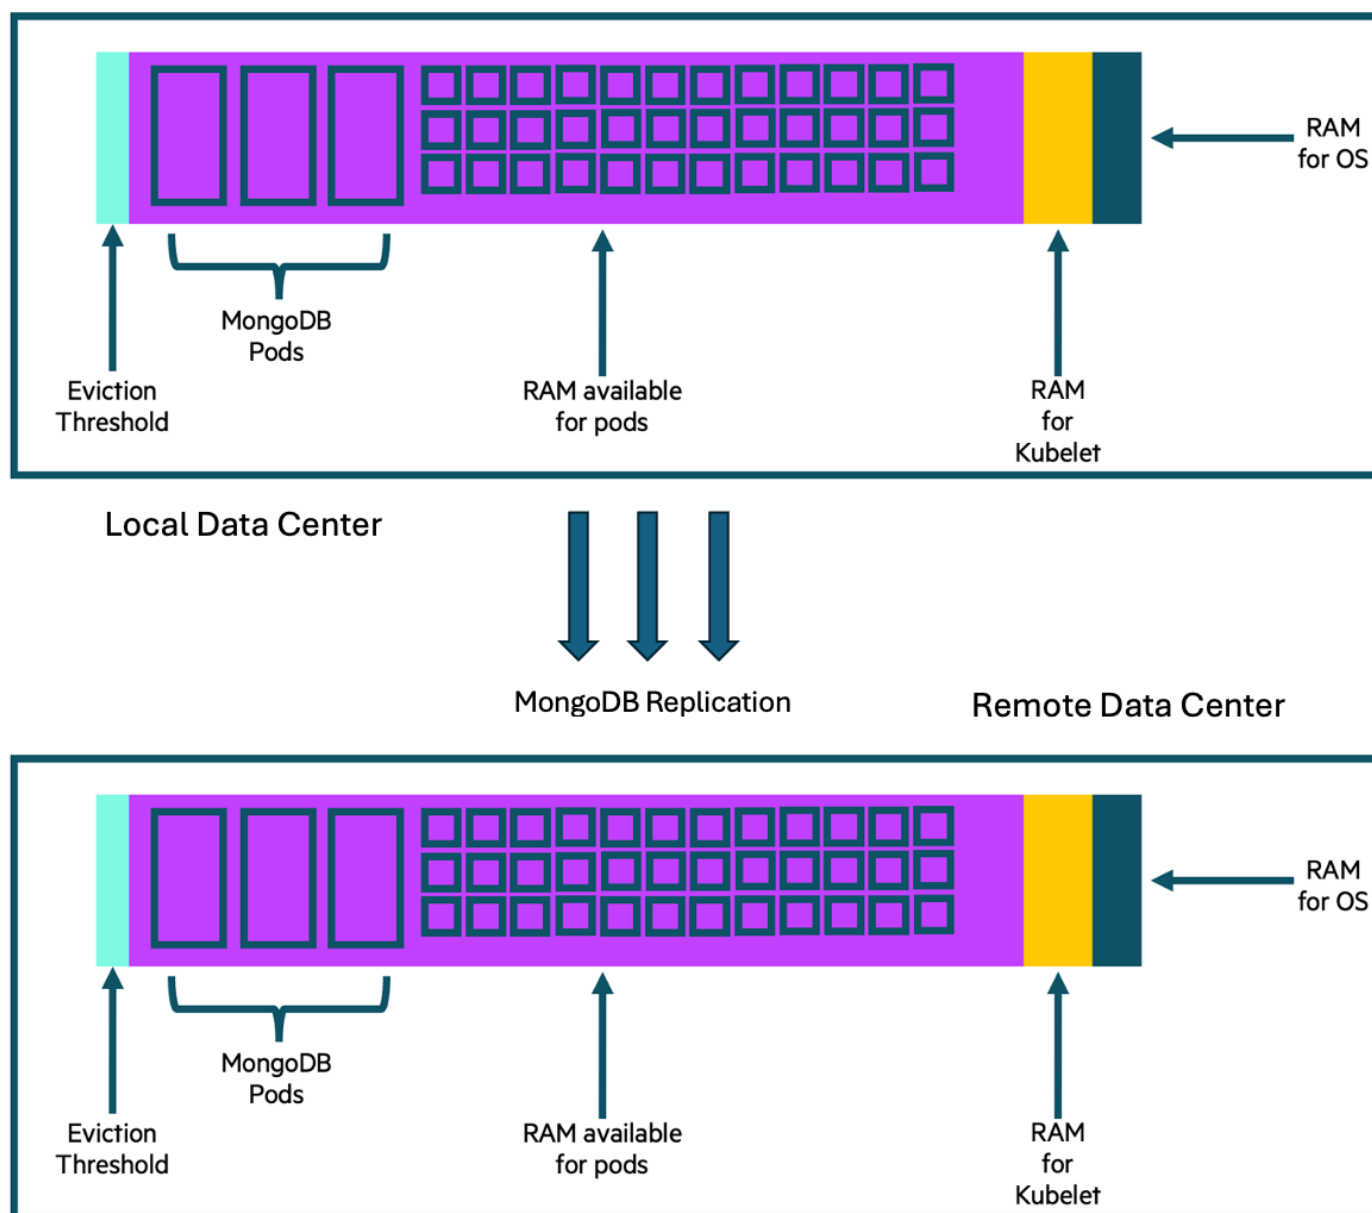 RAM
for OS
MongoDB
Pods
Eviction
Threshold
RAM available
for pods
RAM
for
Kubelet
Local Data Center
MongoDB Replication
Remote Data Center
RAM
for OS
MongoDB
Pods
Eviction
Threshold
RAM available
for pods
RAM
for
Kubelet